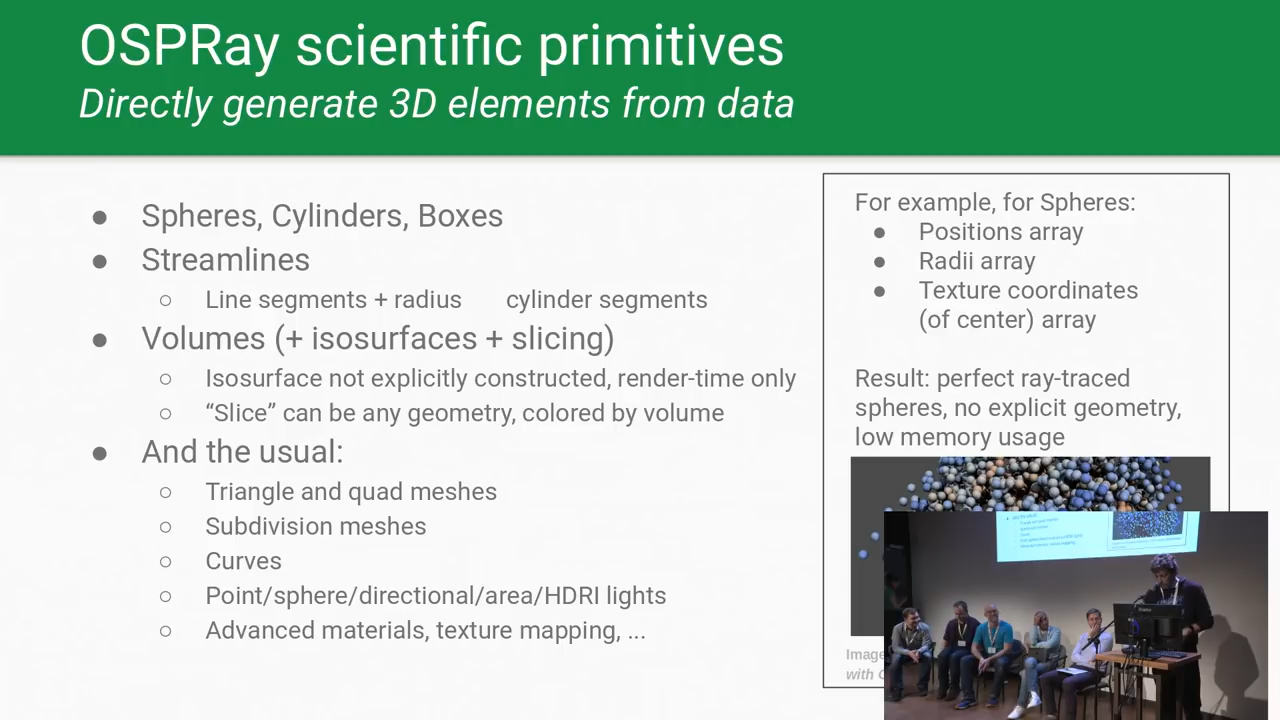 OSPRay scientific primitives
Directly generate 3D elements from data
● Spheres, Cylinders, Boxes
● Streamlines
○ Line segments + radius cylinder segments
● Volumes (+ isosurfaces + slicing)
○ Isosurface not explicitly constructed, render-time only
○ “Slice” can be any geometry, colored by volume
● And the usual:
○ Triangle and quad meshes
○ Subdivision meshes
○ Curves
○ Point/sphere/directional/area/HDRI lights
○ Advanced materials, texture mapping, ...
For example, for Spheres:
● Positions array
● Radii array
● Texture coordinates
(of center) array
Result: perfect ray-traced
spheres, no explicit geometry,
low memory usage
Image
with